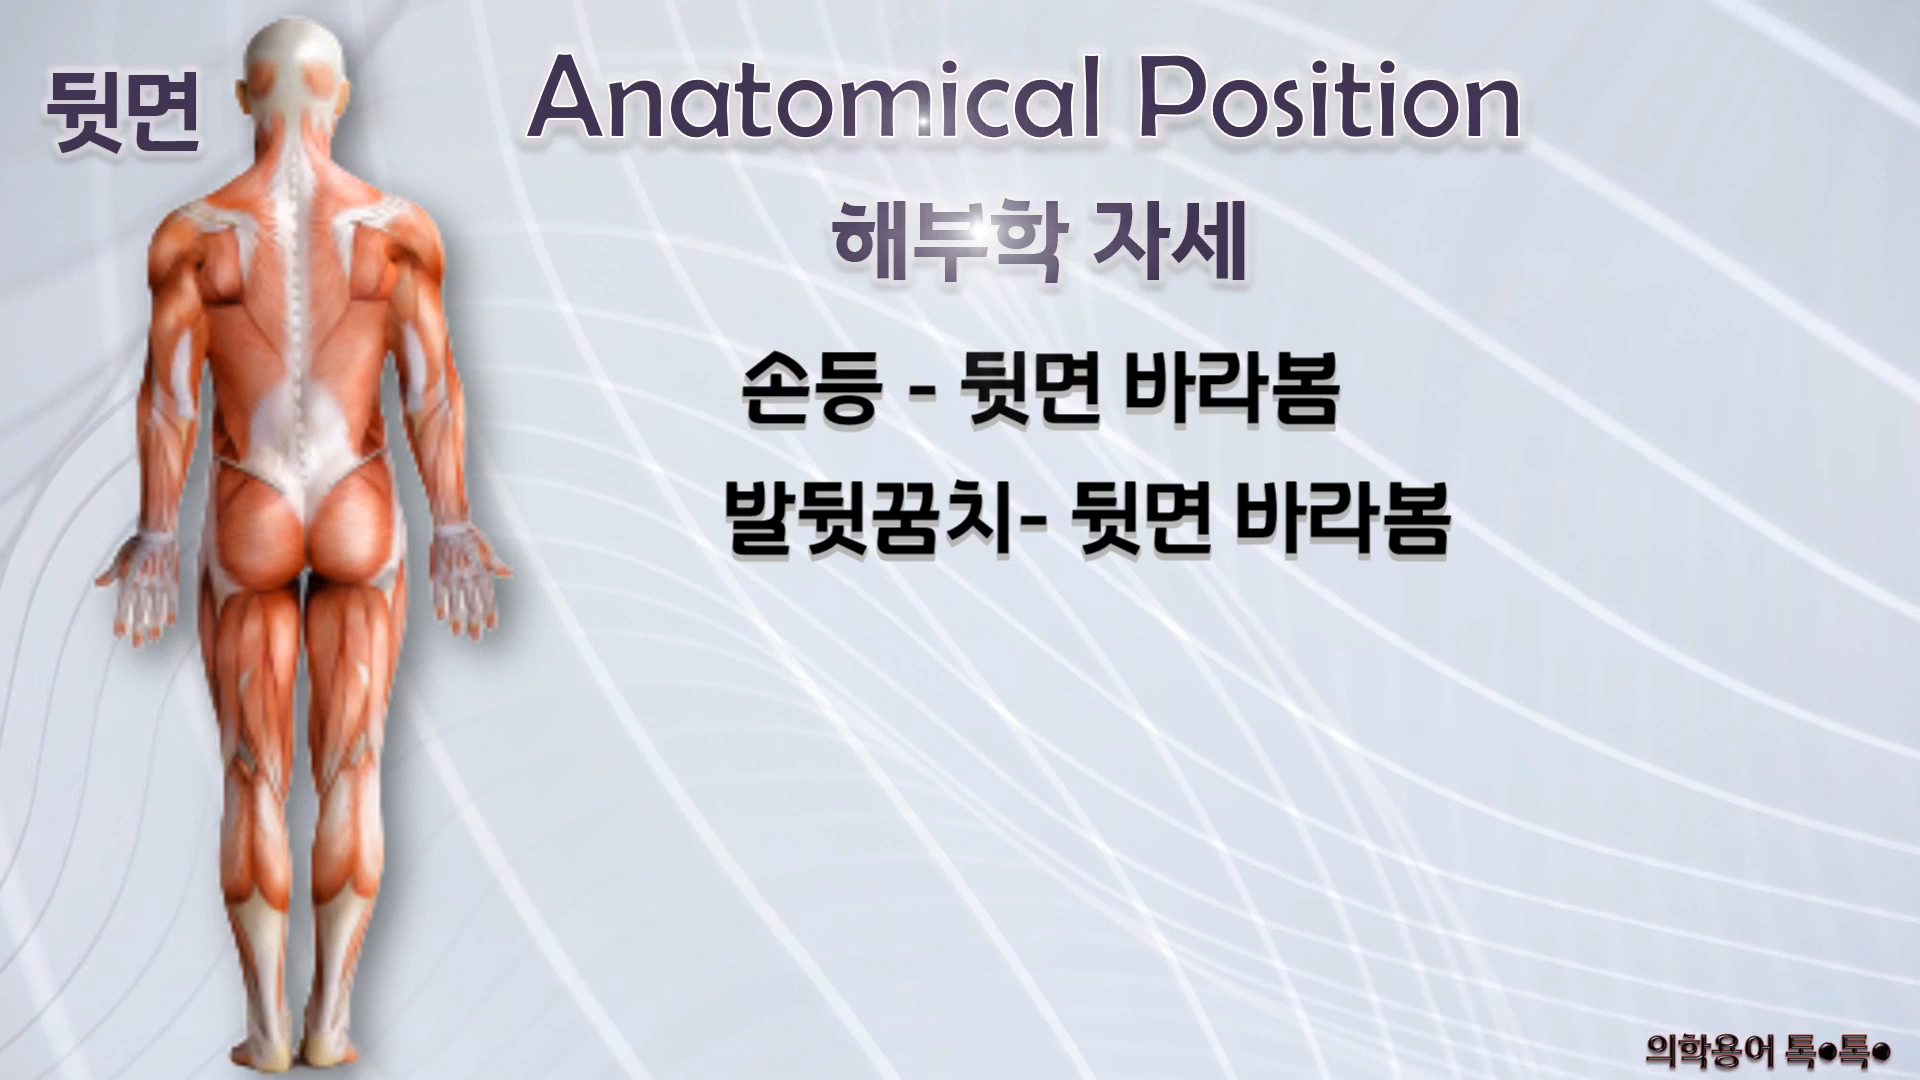 뒷면
Anatomical Position
해부학 자세
손등 - 뒷면 바라봄
발뒷꿈치- 뒷면 바라봄
의학용어 톡●톡●